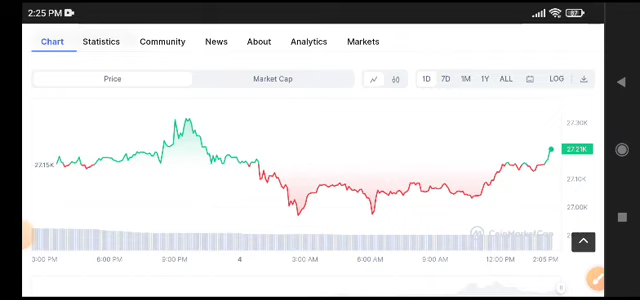 2:25 PM 87
Chart Statistics Community News About Analytics Markets
Price Market Cap 1D 7D 1M 1Y ALL LOG
27.30K
27.21K
27.15K
27.10K
27.00K
CoinMarketCap
3:00 PM 6:00 PM 9:00 PM 4 3:00 AM 6:00 AM 9:00 AM 12:00 PM 2:05 PM